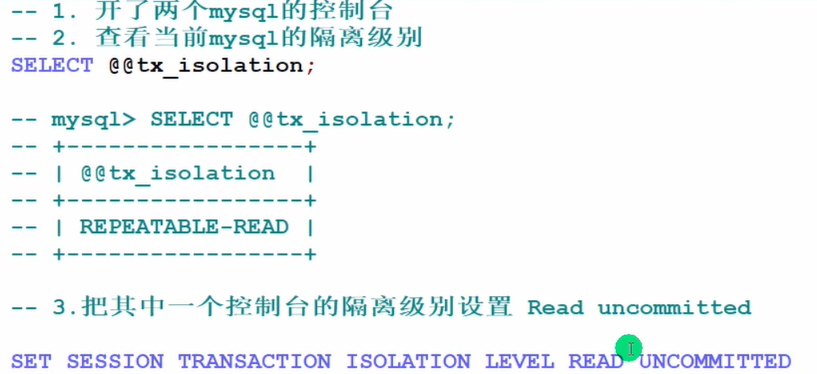 -- 1. 开了两个mysql的控制台
-- 2. 查看当前mysql的隔离级别
SELECT @@tx_isolation;
-- mysql> SELECT @@tx_isolation;
-- +-----------------+
-- | @@tx_isolation  |
-- +-----------------+
-- | REPEATABLE-READ |
-- +-----------------+
-- 3.把其中一个控制台的隔离级别设置 Read uncommitted
SET SESSION TRANSACTION ISOLATION LEVEL READ UNCOMMITTED